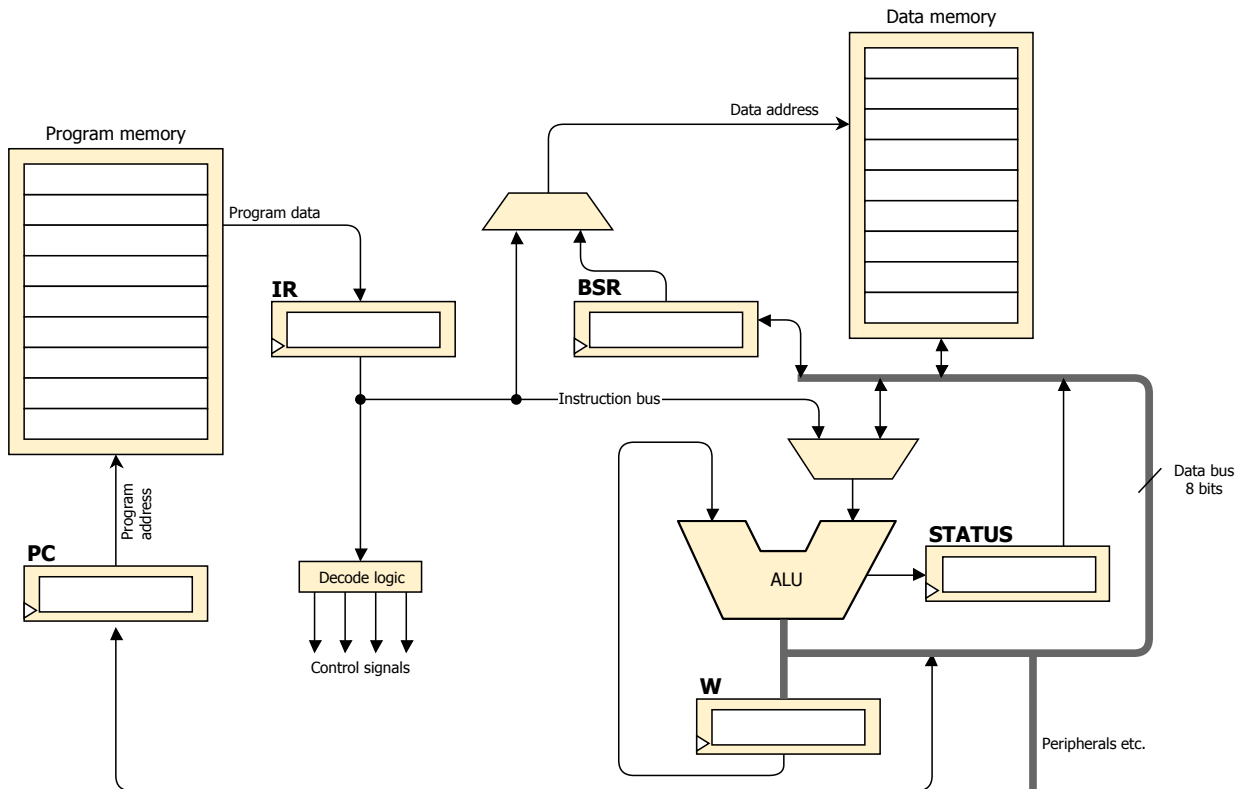 Data memory
Data address
Program memory
Program data
IR
BSR
Instruction bus
Data bus
8 bits
Program
address
STATUS
PC
Decode logic
ALU
Control signals
W
Peripherals etc.